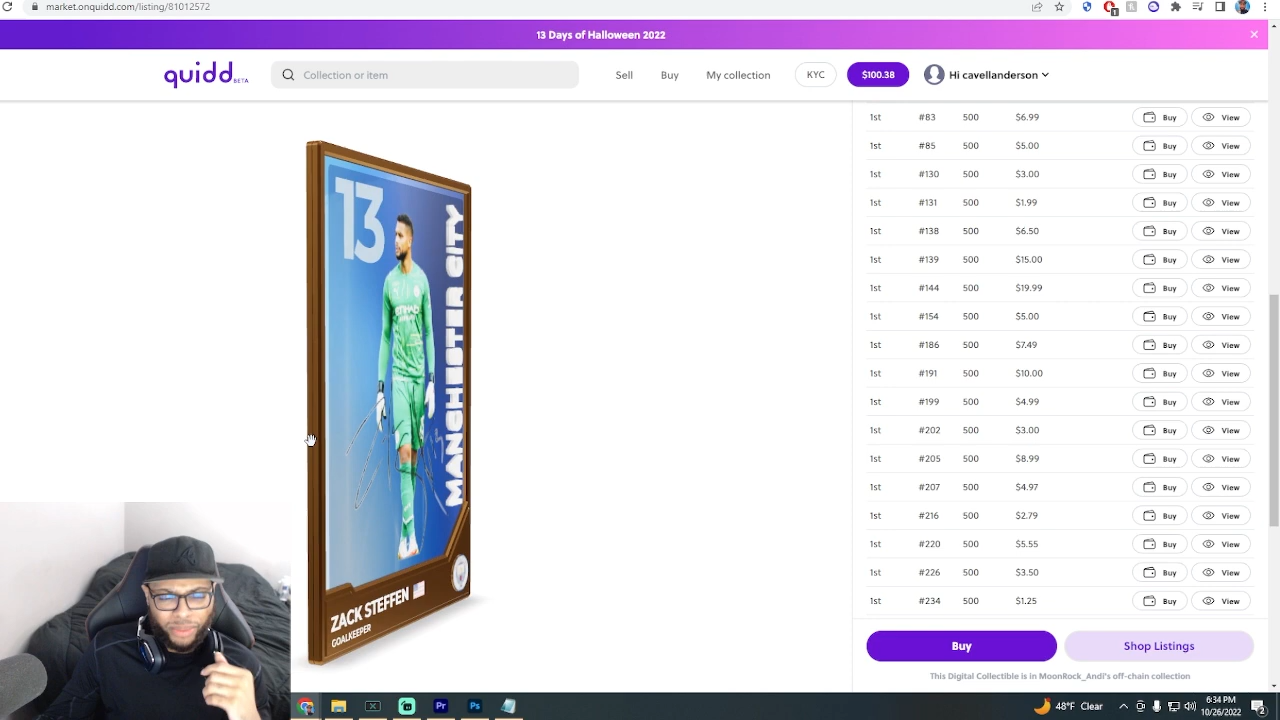 market.onquidd.com/listing/81012572
13 Days of Halloween 2022
quidd BETA
Collection or item
Sell
Buy
My collection
KYC
$100.38
Hi cavellanderson
1st #83 500 $6.99 Buy View
1st #85 500 $5.00 Buy View
1st #130 500 $3.00 Buy View
1st #131 500 $1.99 Buy View
1st #138 500 $6.50 Buy View
1st #139 500 $15.00 Buy View
1st #144 500 $19.99 Buy View
1st #154 500 $5.00 Buy View
1st #186 500 $7.49 Buy View
1st #191 500 $10.00 Buy View
1st #199 500 $4.99 Buy View
1st #202 500 $3.00 Buy View
1st #205 500 $8.99 Buy View
1st #207 500 $4.97 Buy View
1st #216 500 $2.79 Buy View
1st #220 500 $5.55 Buy View
1st #226 500 $3.50 Buy View
1st #234 500 $1.25 Buy View
13
MANCHESTER CITY
ZACK STEFFEN
GOALKEEPER
Buy
Shop Listings
This Digital Collectible is in MoonRock_Andi's off-chain collection
Pr
Ps
48°F Clear
6:34 PM
10/26/2022
2